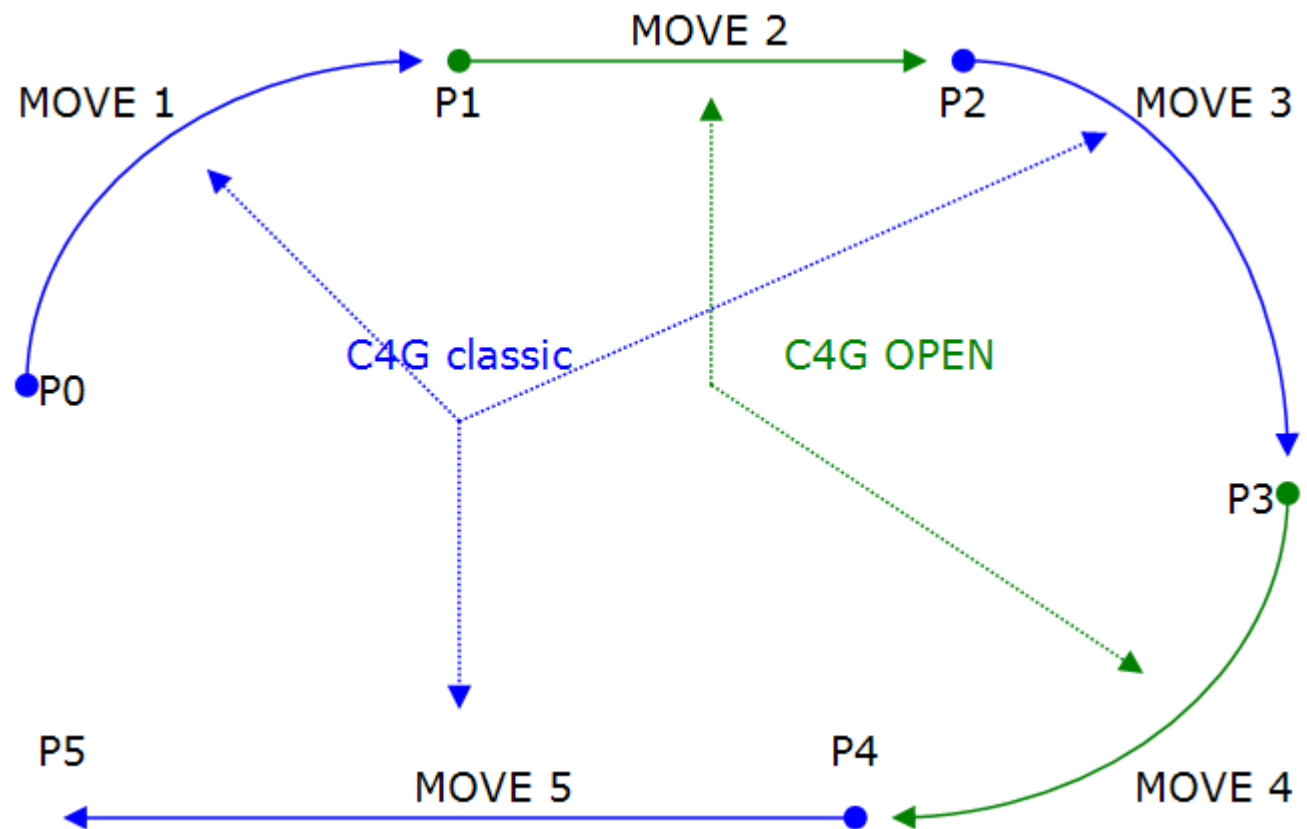 MOVE 2
MOVE 1
P1
P2
MOVE 3
C4G classic
C4G OPEN
P0
P3
P5
P4
MOVE 5
MOVE 4